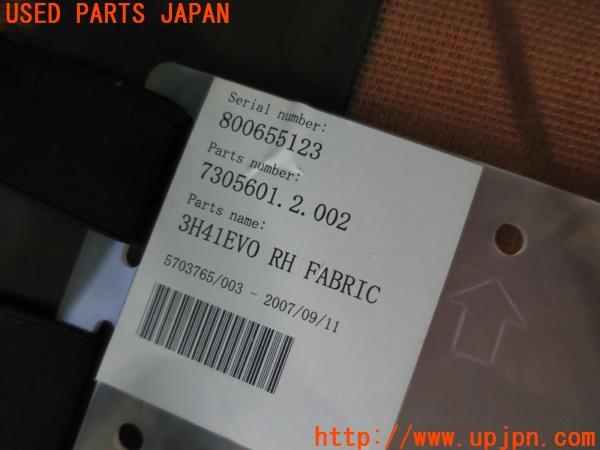 USED PARTS JAPAN
Serial number:
800655123
Parts number:
7305601.2.002
Parts name:
3H41EVO RH FABRIC
5703765/003 - 2007/09/11
http://www.upjpn.com